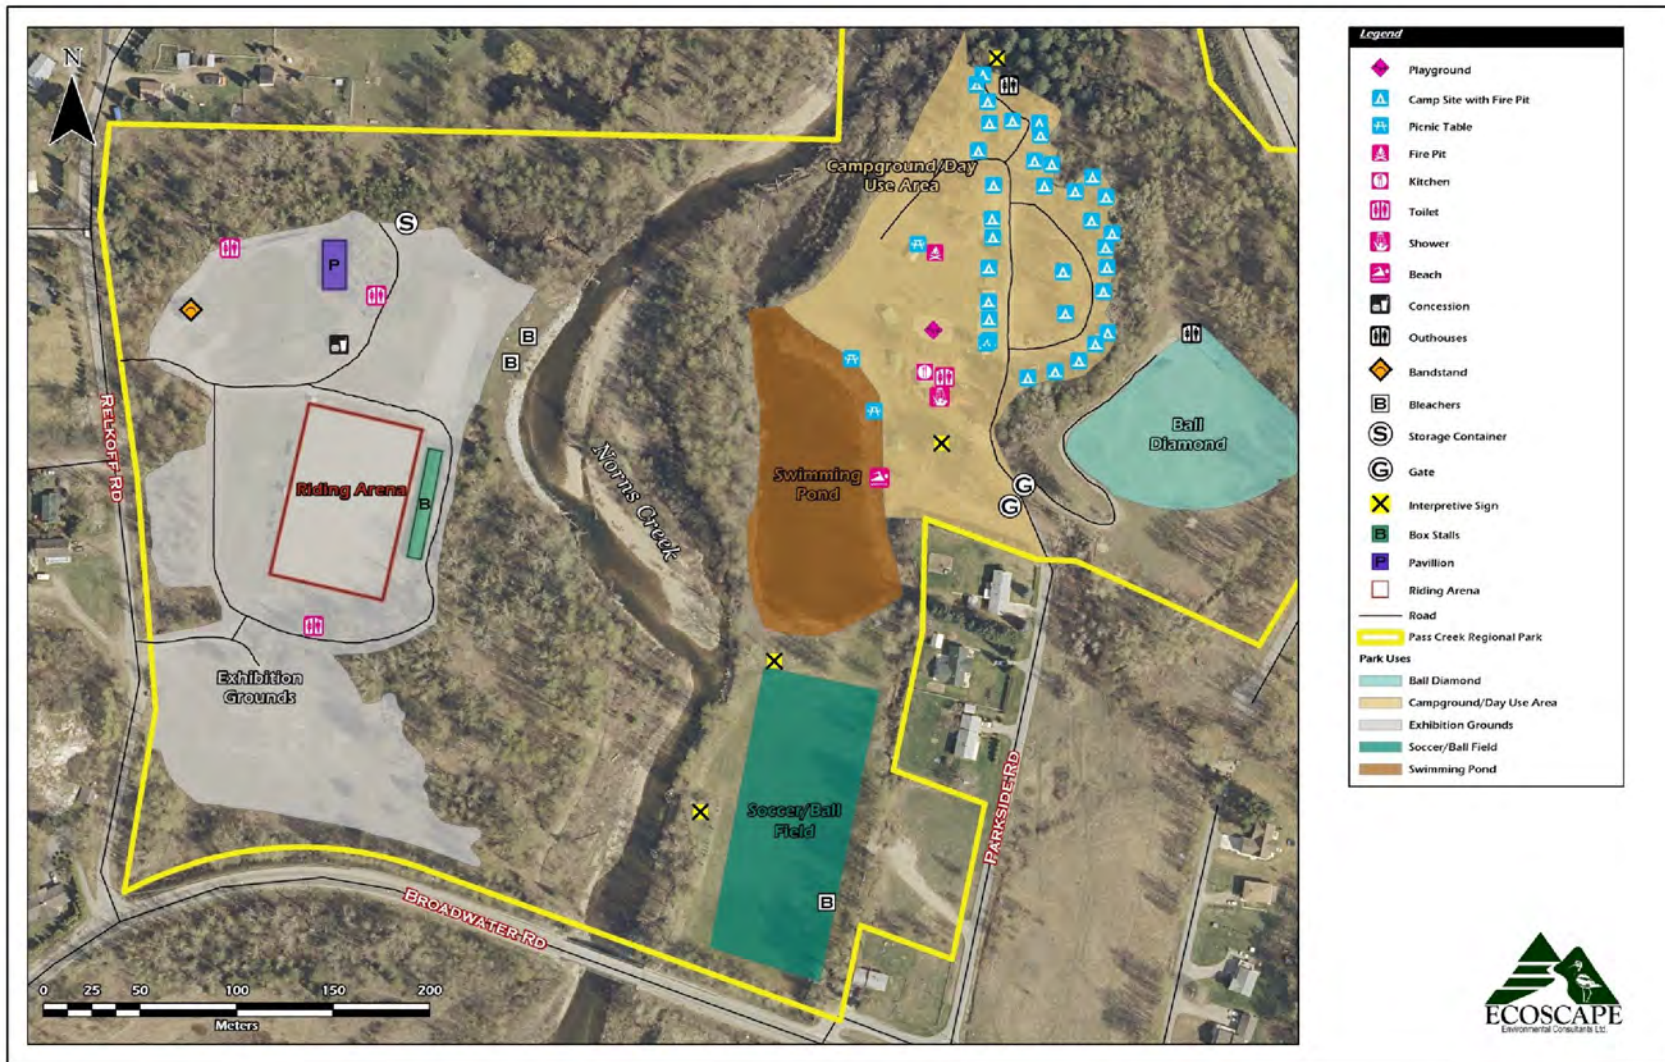 N
Campground/Day
Use Area
S
P
B
B
Relkoff Rd
Riding Arena
B
Norns Creek
Swimming
Pond
Ball
Diamond
G
G
Exhibition
Grounds
Soccer/Ball
Field
B
Parkside Rd
Broadwater Rd
0 25 50 100 150 200
Meters
Legend
Playground
Camp Site with Fire Pit
Picnic Table
Fire Pit
Kitchen
Toilet
Shower
Beach
Concession
Outhouses
Bandstand
B Bleachers
S Storage Container
G Gate
Interpretive Sign
B Box Stalls
P Pavillion
Riding Arena
Road
Pass Creek Regional Park
Park Uses
Ball Diamond
Campground/Day Use Area
Exhibition Grounds
Soccer/Ball Field
Swimming Pond
ECOSCAPE
Environmental Consultants Ltd.